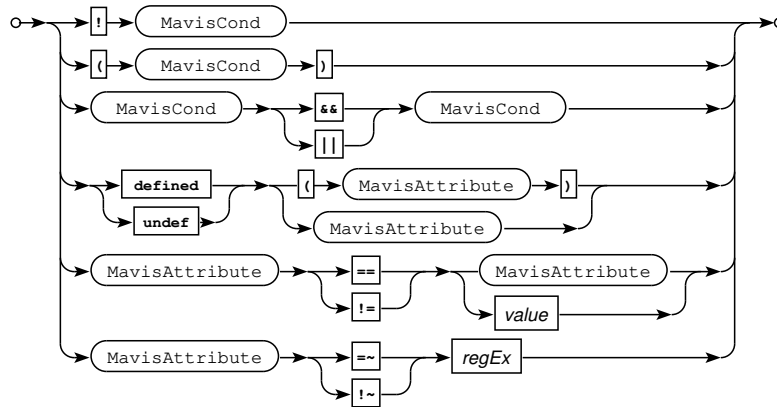 ! MavisCond
( MavisCond )
MavisCond && MavisCond
||
defined ( MavisAttribute )
undef MavisAttribute
MavisAttribute == MavisAttribute
!= value
MavisAttribute =~ regEx
!~